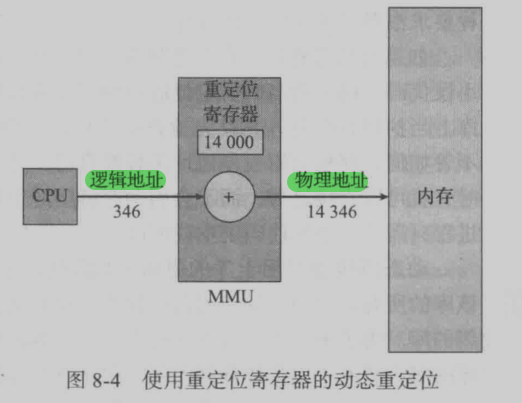 重定位
寄存器
14 000
CPU
逻辑地址
346
+
物理地址
14 346
内存
MMU
图 8-4 使用重定位寄存器的动态重定位